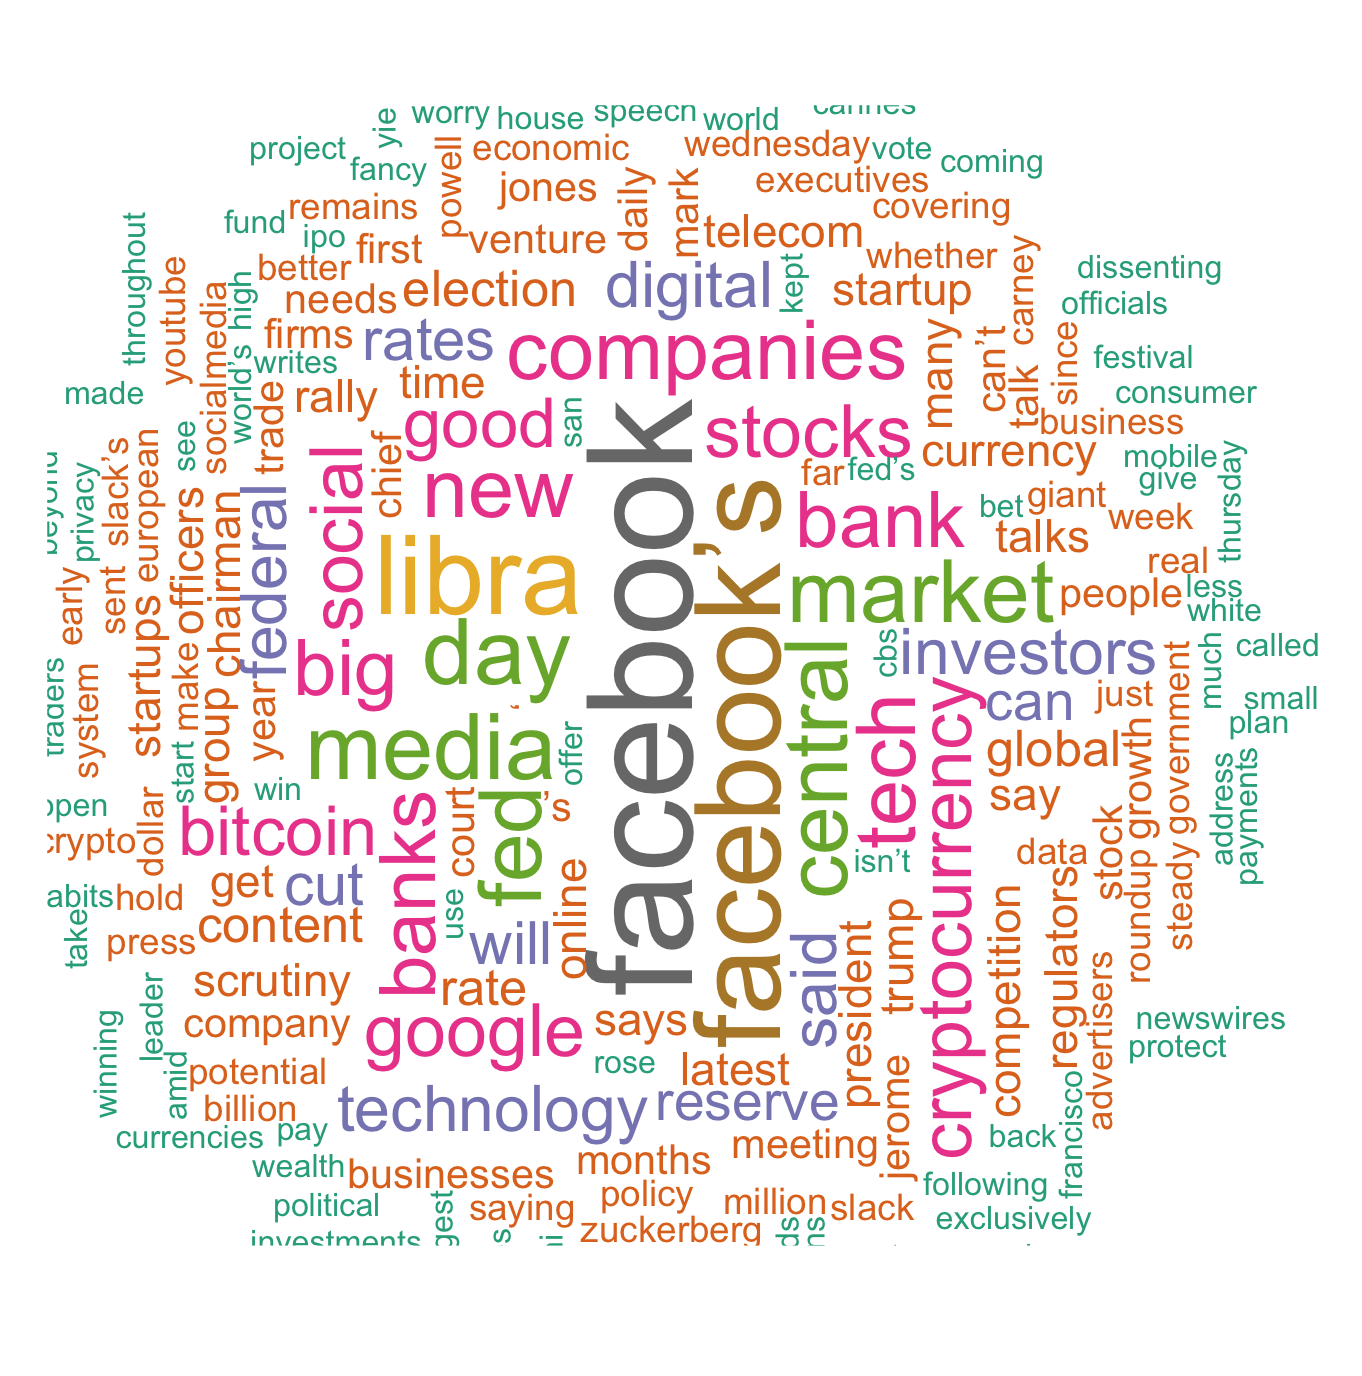 worry
house
speech
world
cannes
yie
project
fancy
powell
economic
wednesday
vote
coming
jones
daily
mark
executives
covering
fund
remains
ipo
first
venture
telecom
whether
throughout
youtube
better
needs
election
digital
kept
startup
carney
dissenting
officials
socialmedia
high
firms
rates
companies
many
can't
talk
since
festival
consumer
world's
writes
made
trade
rally
time
good
san
stocks
business
currency
see
slack's
european
chief
new
far
fed's
mobile
give
thursday
beyond
privacy
social
facebook
facebook's
bank
bet
giant
week
talks
officers
chairman
federal
libra
market
real
people
less
white
early
sent
startups
make
group
day
central
cbs
investors
much
called
big
year
tech
cryptocurrency
can
just
government
small
plan
traders
system
start
media
offer
global
growth
address
payments
open
win
fed
's
say
crypto
dollar
bitcoin
banks
court
isn't
data
stock
steady
roundup
habits
hold
get
cut
use
online
take
press
content
will
said
president
trump
competition
regulators
advertisers
scrutiny
rate
leader
company
google
says
newswires
protect
winning
amid
potential
rose
latest
jerome
billion
technology
reserve
francisco
currencies
pay
meeting
back
wealth
businesses
months
following
political
saying
policy
million
slack
exclusively
investments
gest
zuckerberg
ds
ns